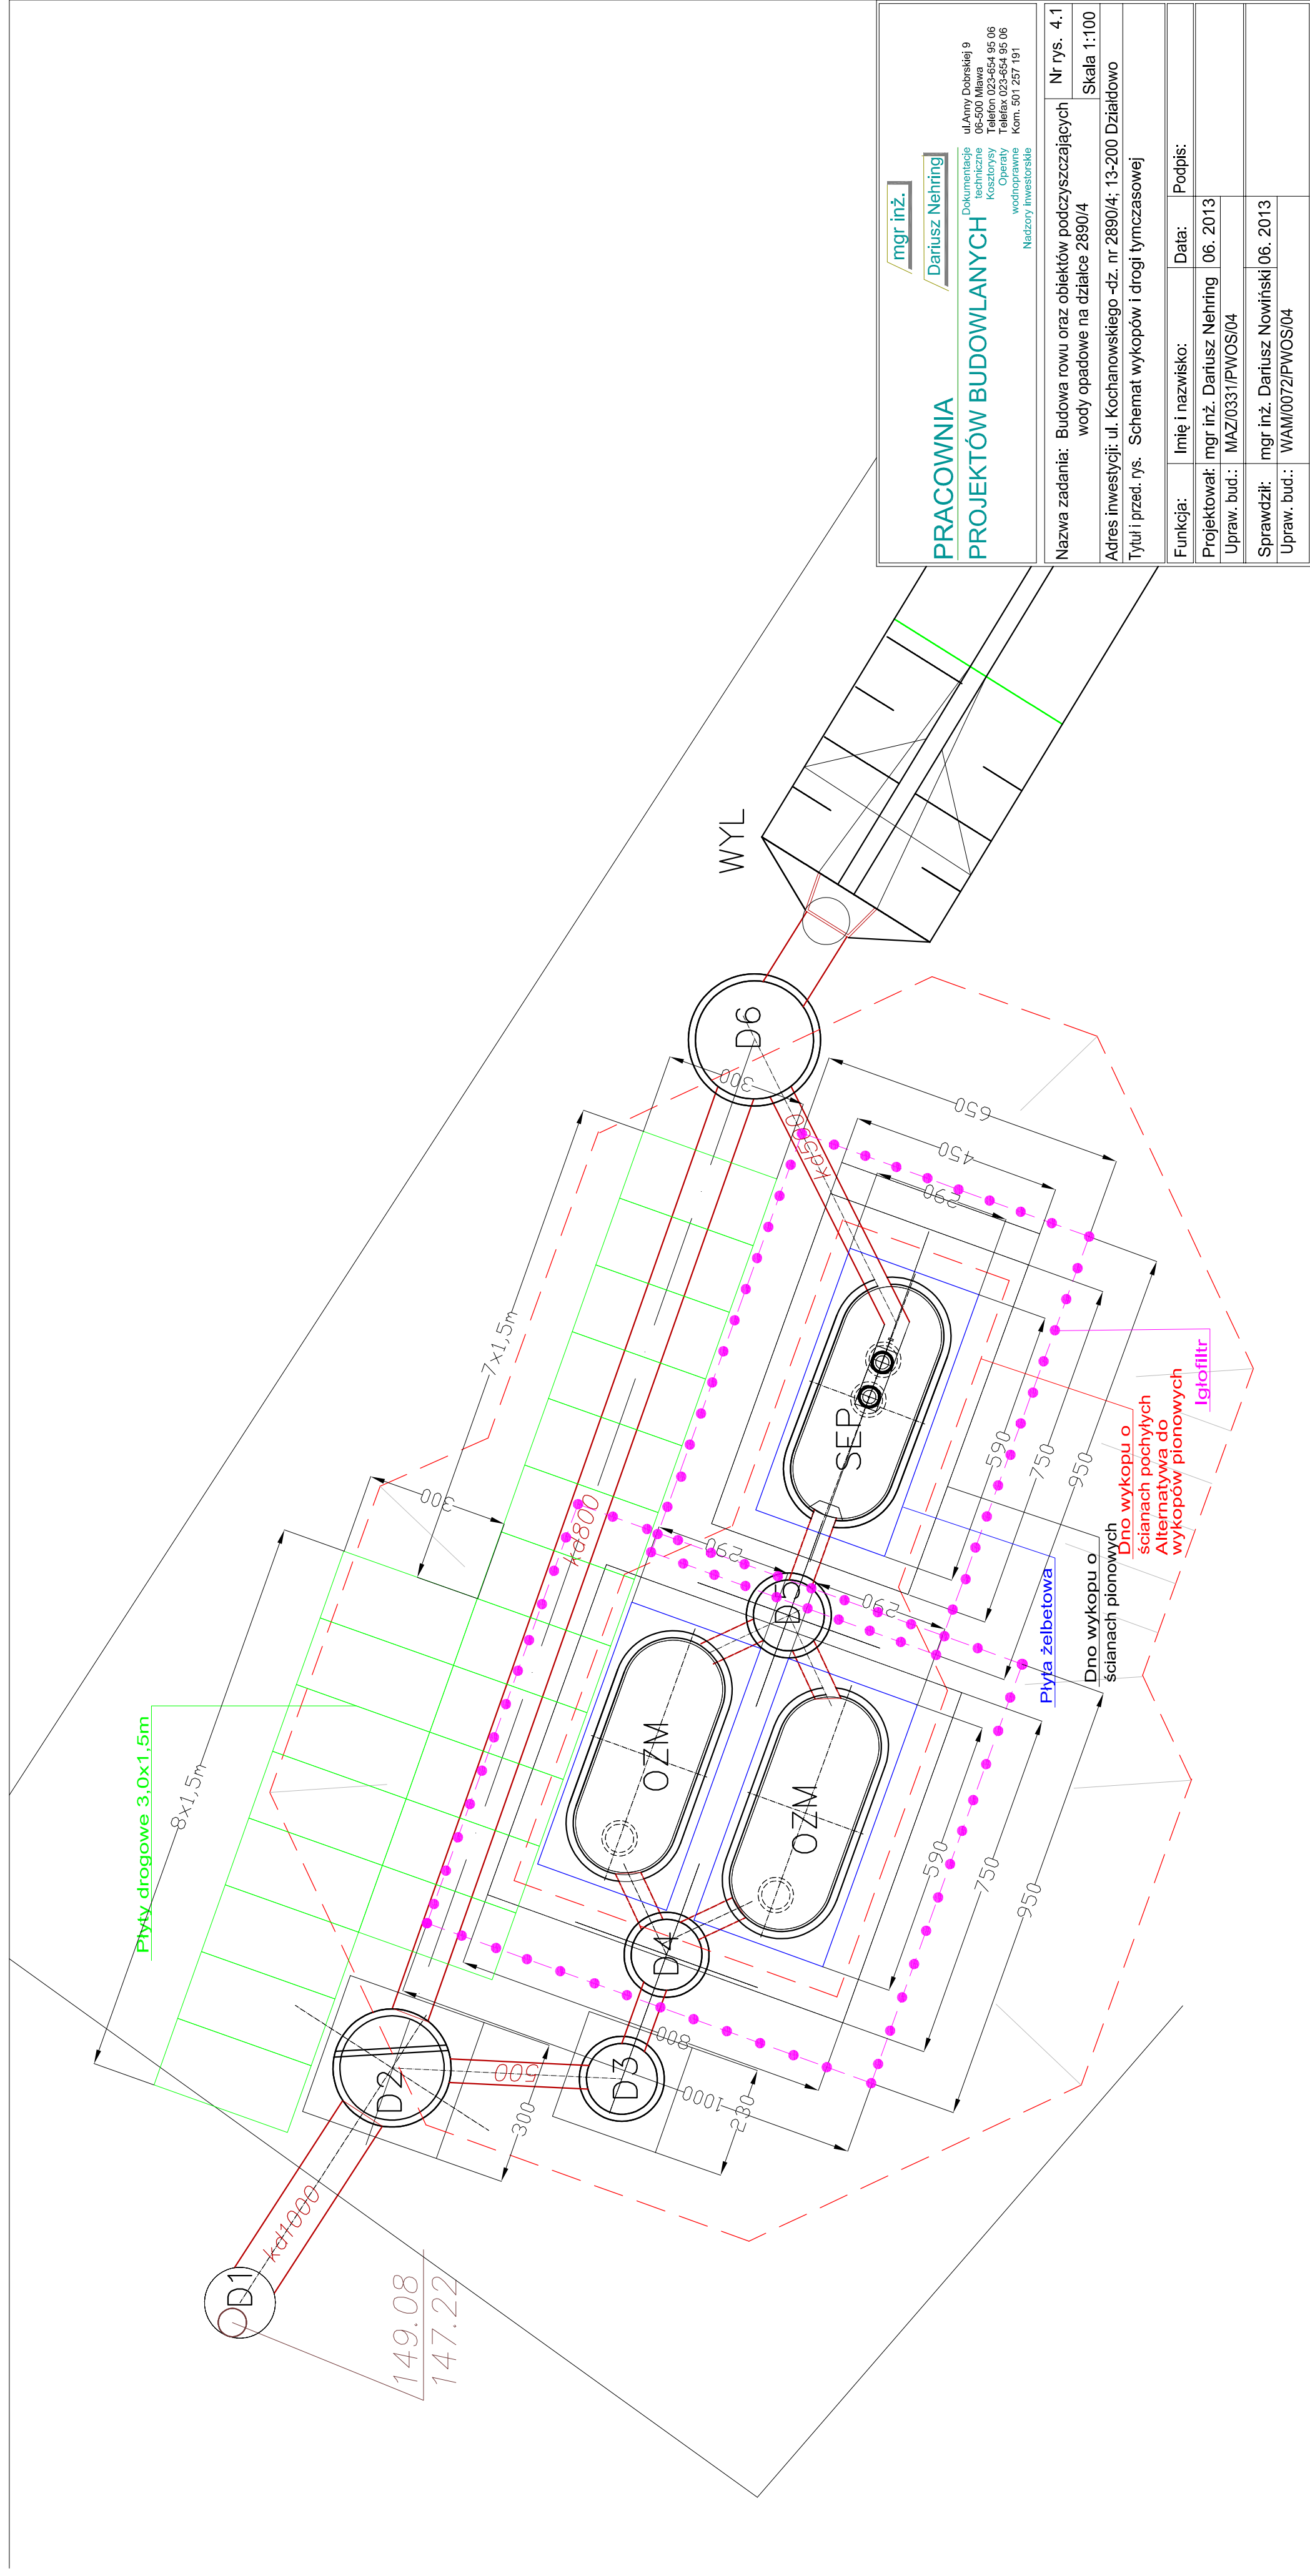 mgr inż.
Dariusz Nehring
PRACOWNIA
PROJEKTÓW BUDOWLANYCH
Dokumentacje
techniczne
Kosztorysy
Operaty
wodnoprawne
Nadzory inwestorskie
ul.Anny Dobrskiej 9
06-500 Mława
Telefon 023-654 95 06
Telefax 023-654 95 06
Kom. 501 257 191
Nazwa zadania: Budowa rowu oraz obiektów podczyszczających
wody opadowe na działce 2890/4
Nr rys. 4.1
Skala 1:100
Adres inwestycji: ul. Kochanowskiego -dz. nr 2890/4; 13-200 Działdowo
Tytuł i przed. rys. Schemat wykopów i drogi tymczasowej
Funkcja: Imię i nazwisko: Data: Podpis:
Projektował: mgr inż. Dariusz Nehring 06. 2013
Upraw. bud.: MAZ/0331/PWOS/04
Sprawdził: mgr inż. Dariusz Nowiński 06. 2013
Upraw. bud.: WAM/0072/PWOS/04
Płyty drogowe 3,0x1,5m
8x1,5m
7x1,5m
300
300
WYL
D6
kd500
kd800
650
450
290
SEP
590
750
950
Igłofiltr
Dno wykopu o
ścianach pochyłych
Alternatywa do
wykopów pionowych
Dno wykopu o
ścianach pionowych
Płyta żelbetowa
290
290
D5
OZM
OZM
590
750
950
D4
D3
D2
500
800
1000
230
300
kd1000
D1
149.08
147.22